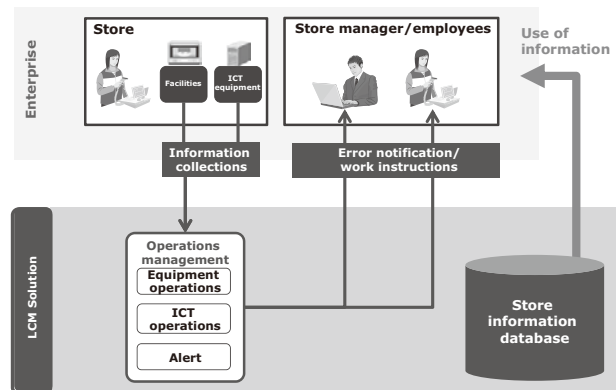 Store
Store manager/employees
Use of
information
Enterprise
Facilities
ICT
equipment
Information
collections
Error notification/
work instructions
LCM Solution
Operations
management
Equipment
operations
ICT
operations
Alert
Store
information
database